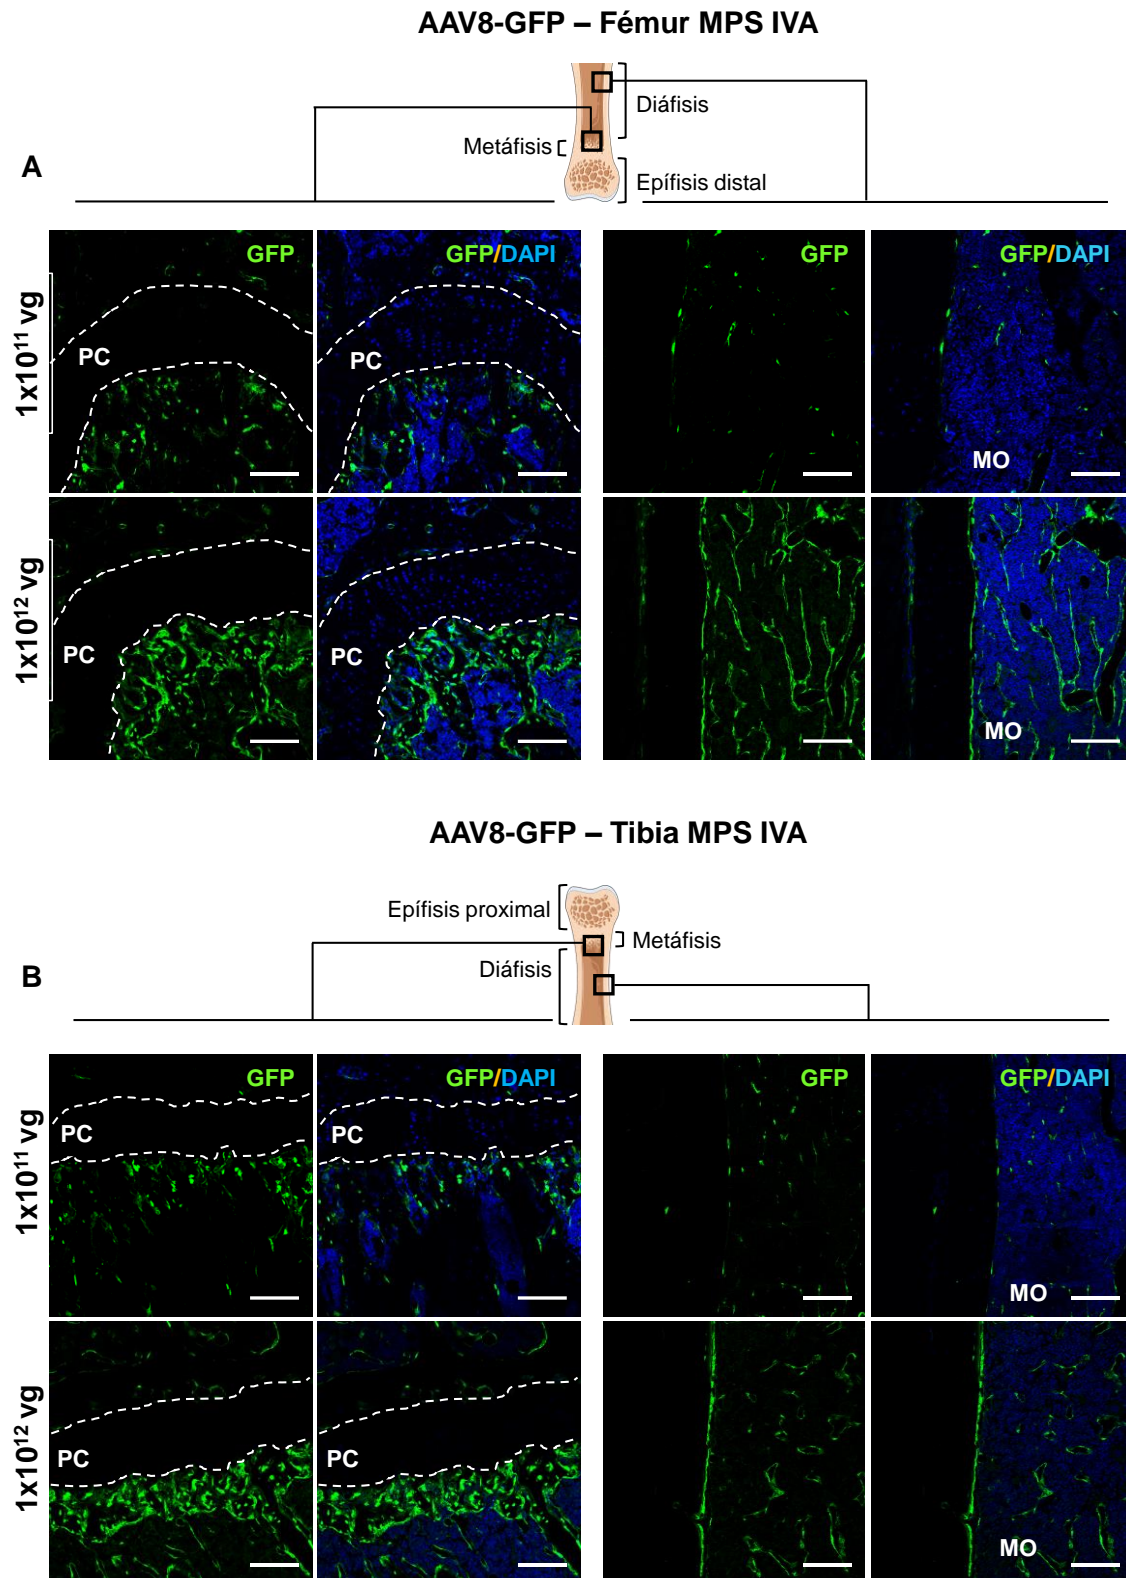 AAV8-GFP – Fémur MPS IVA
Diáfisis
Metáfisis
Epífisis distal
A
GFP
GFP/DAPI
GFP
GFP/DAPI
1x10¹¹ vg
PC
PC
MO
1x10¹² vg
PC
PC
MO
AAV8-GFP – Tibia MPS IVA
Epífisis proximal
Metáfisis
Diáfisis
B
GFP
GFP/DAPI
GFP
GFP/DAPI
1x10¹¹ vg
PC
PC
MO
1x10¹² vg
PC
PC
MO